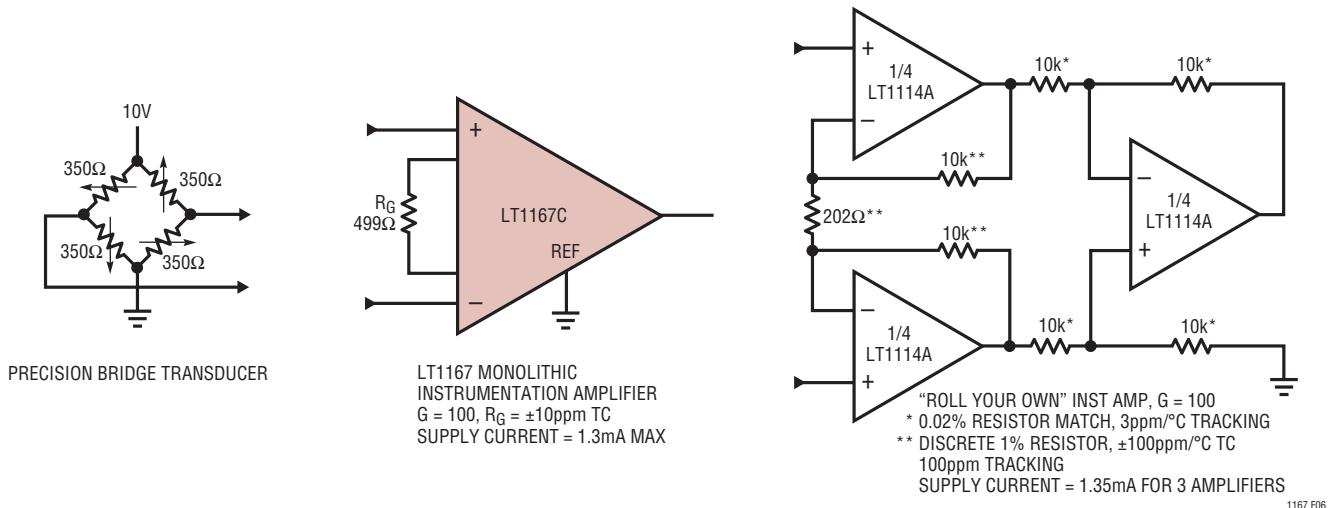 10V
350Ω
350Ω
350Ω
350Ω
PRECISION BRIDGE TRANSDUCER
+
RG
499Ω
LT1167C
REF
–
LT1167 MONOLITHIC
INSTRUMENTATION AMPLIFIER
G = 100, RG = ±10ppm TC
SUPPLY CURRENT = 1.3mA MAX
+
1/4
LT1114A
–
10k*
10k*
10k**
202Ω**
10k**
–
1/4
LT1114A
+
–
1/4
LT1114A
+
10k*
10k*
“ROLL YOUR OWN” INST AMP, G = 100
* 0.02% RESISTOR MATCH, 3ppm/°C TRACKING
** DISCRETE 1% RESISTOR, ±100ppm/°C TC
100ppm TRACKING
SUPPLY CURRENT = 1.35mA FOR 3 AMPLIFIERS
1167 F06